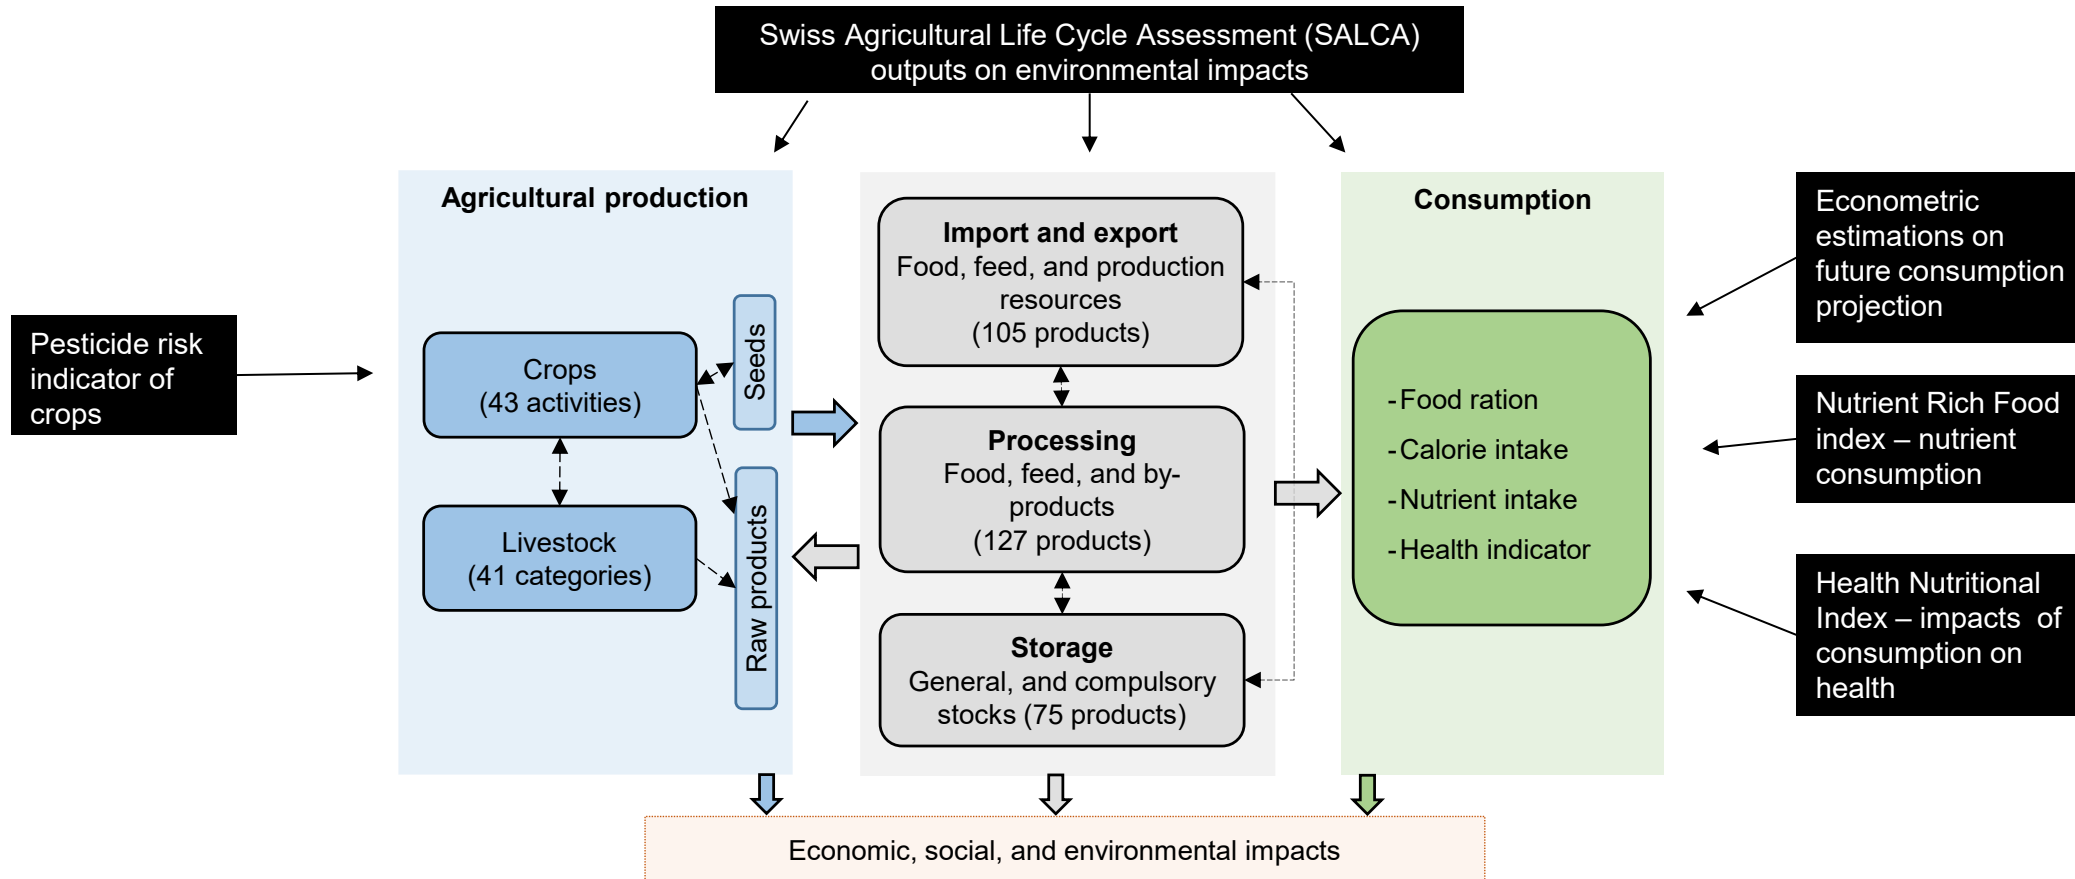 Swiss Agricultural Life Cycle Assessment (SALCA)
outputs on environmental impacts
Pesticide risk
indicator of
crops
Agricultural production
Crops
(43 activities)
Livestock
(41 categories)
Seeds
Raw products
Import and export
Food, feed, and production
resources
(105 products)
Processing
Food, feed, and by-
products
(127 products)
Storage
General, and compulsory
stocks (75 products)
Consumption
-Food ration
-Calorie intake
-Nutrient intake
-Health indicator
Econometric
estimations on
future consumption
projection
Nutrient Rich Food
index – nutrient
consumption
Health Nutritional
Index – impacts  of
consumption on
health
Economic, social, and environmental impacts